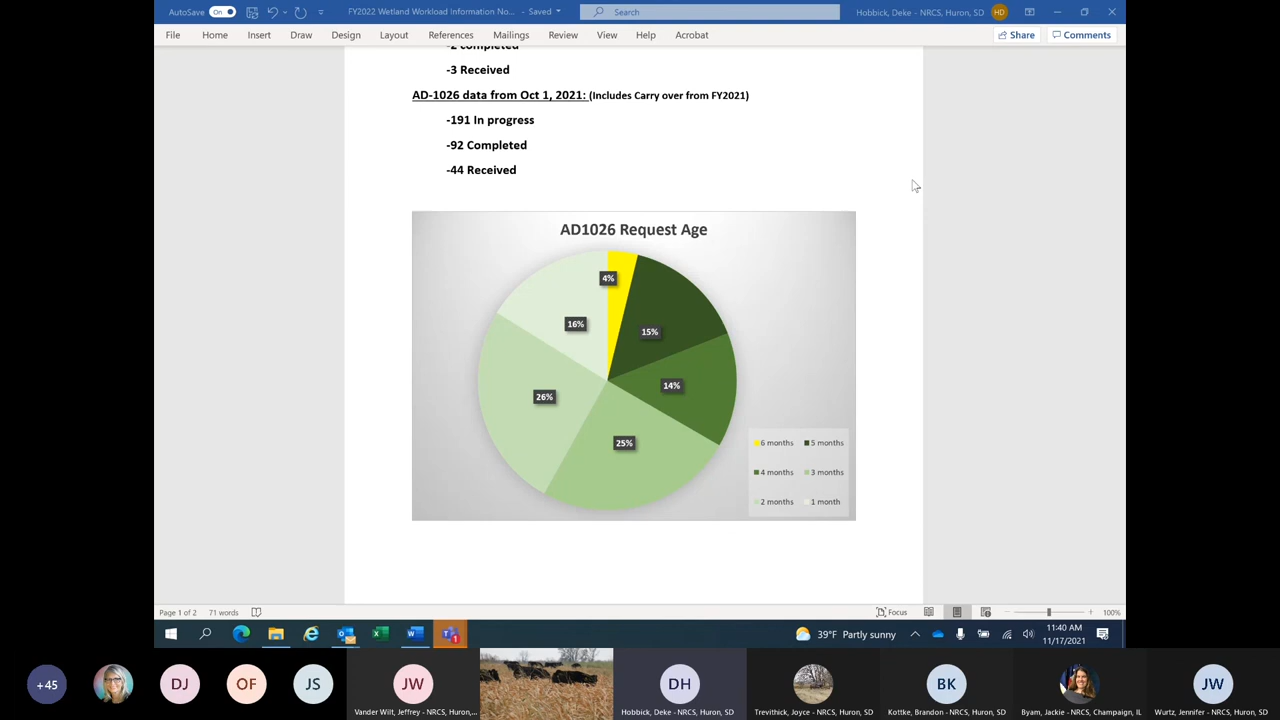 AutoSave
On
FY2022 Wetland Workload Information No... - Saved
Search
Hobbick, Deke - NRCS, Huron, SD
HD
File Home Insert Draw Design Layout References Mailings Review View Help Acrobat
Share
Comments
-2 Completed
-3 Received
AD-1026 data from Oct 1, 2021: (Includes Carry over from FY2021)
-191 In progress
-92 Completed
-44 Received
AD1026 Request Age
4%
16%
15%
14%
26%
25%
6 months 5 months
4 months 3 months
2 months 1 month
Page 1 of 2 71 words
Focus
100%
39°F Partly sunny
11:40 AM
11/17/2021
1
+45
DJ
OF
JS
JW
DH
BK
JW
Vander Wilt, Jeffrey - NRCS, Huron,...
Hobbick, Deke - NRCS, Huron, SD
Trevithick, Joyce - NRCS, Huron, SD
Kottke, Brandon - NRCS, Huron, SD
Byam, Jackie - NRCS, Champaign, IL
Wurtz, Jennifer - NRCS, Huron, SD